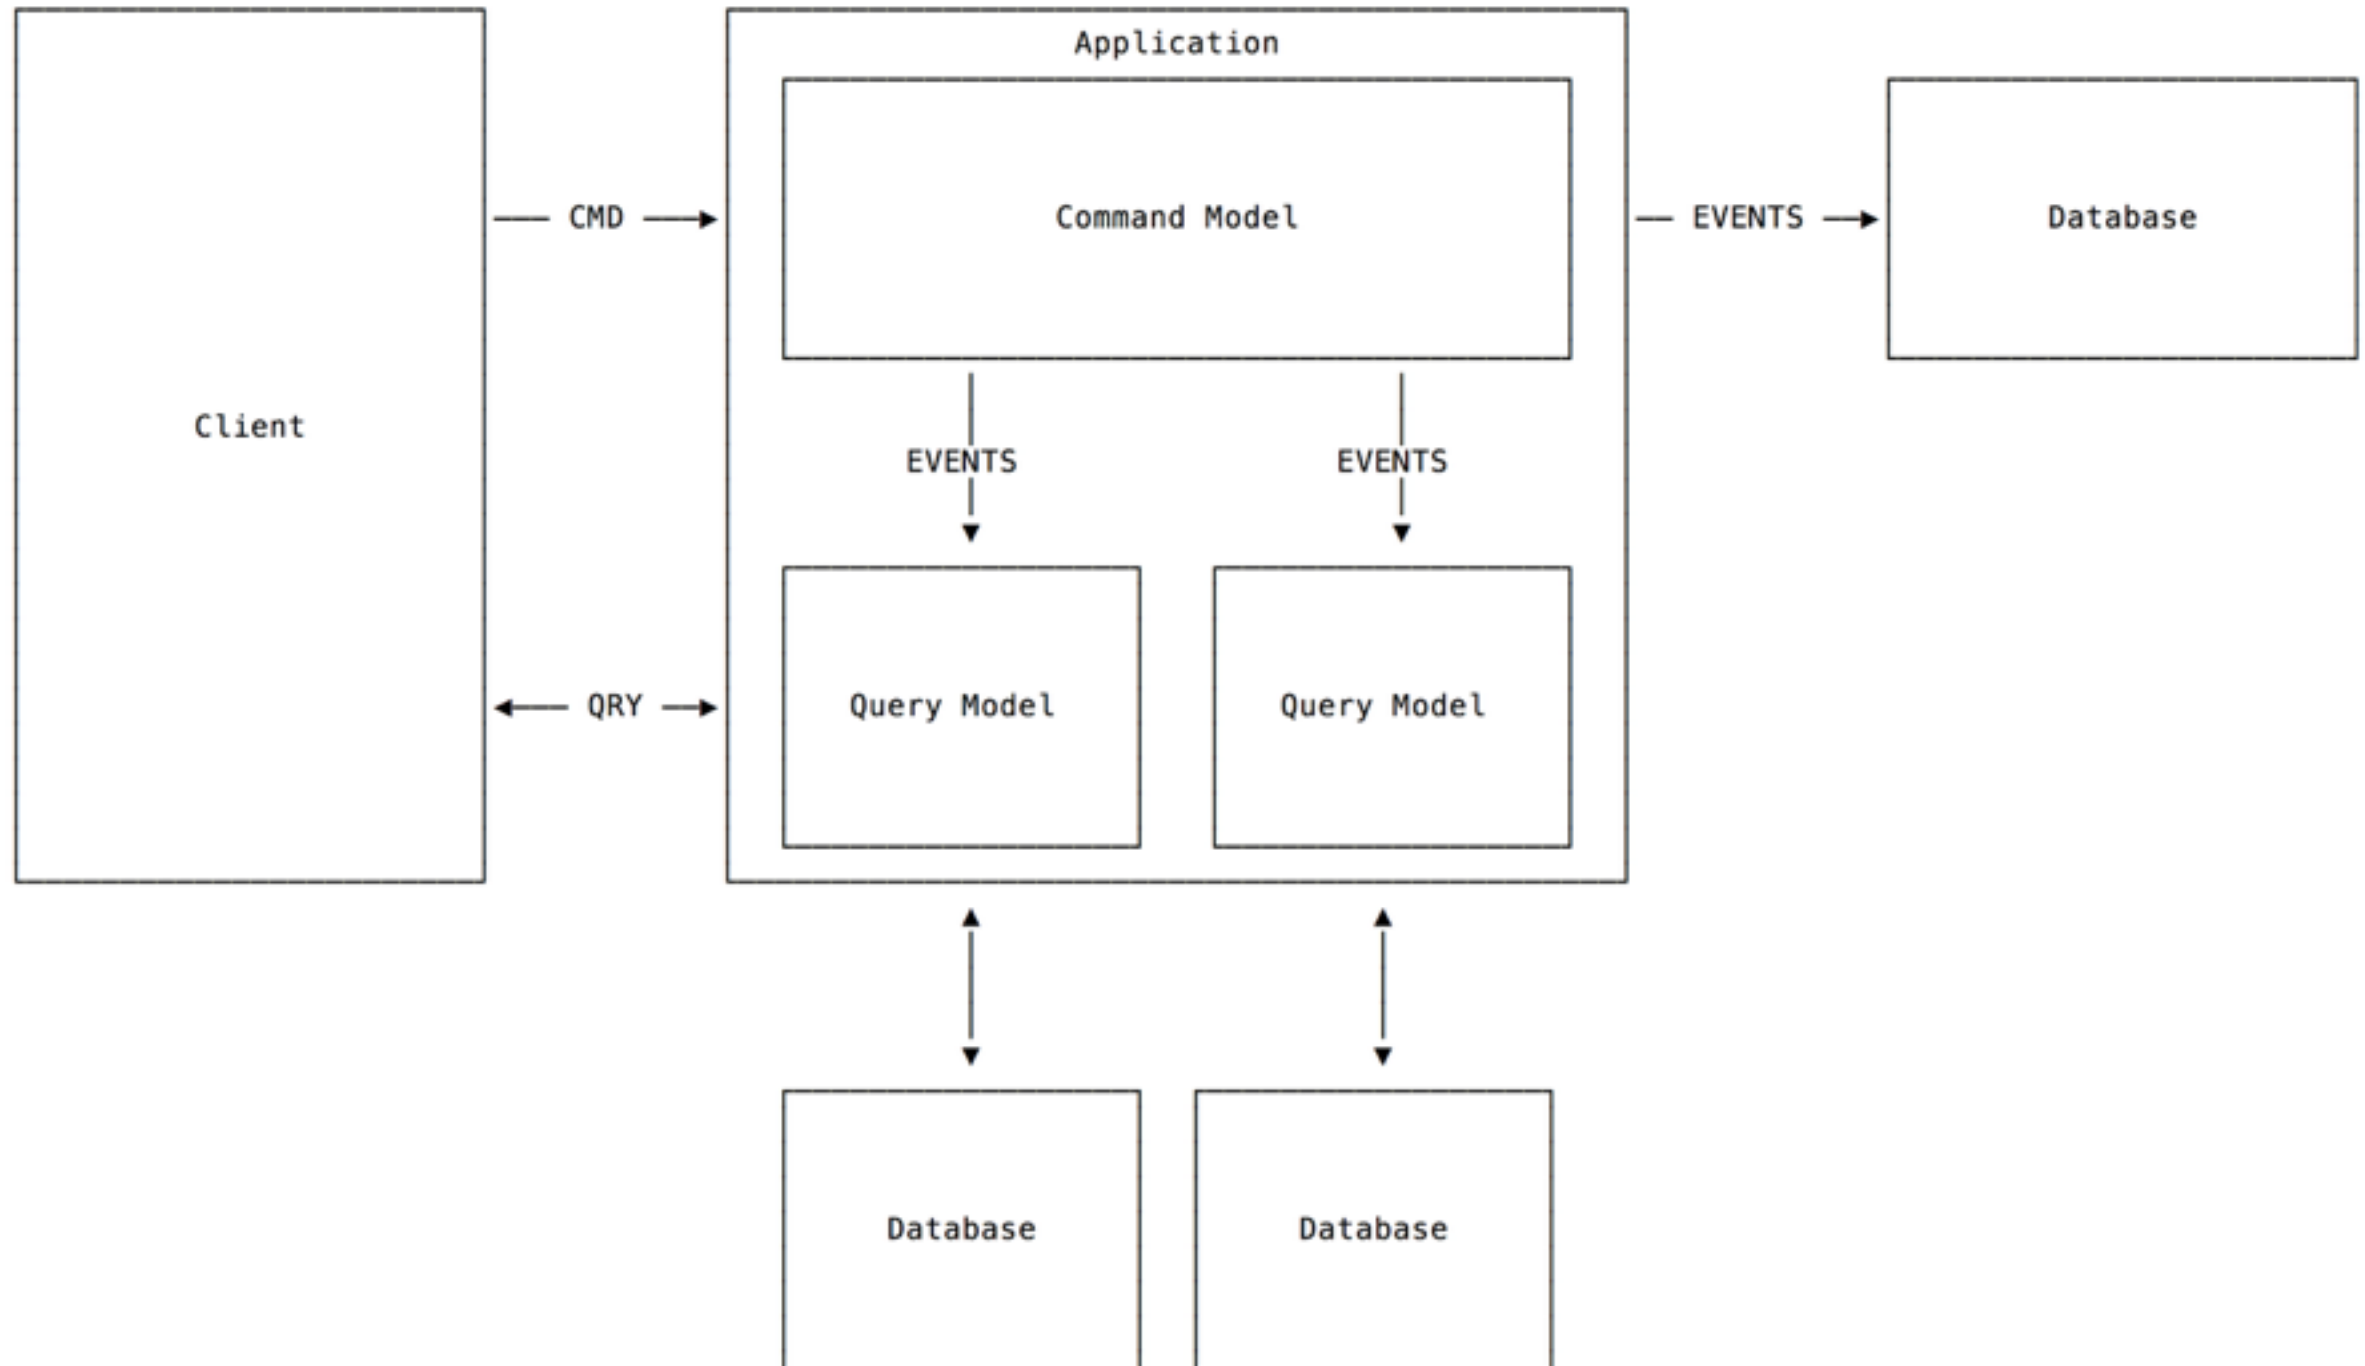 Application
CMD
Command Model
EVENTS
Database
Client
EVENTS
EVENTS
QRY
Query Model
Query Model
Database
Database